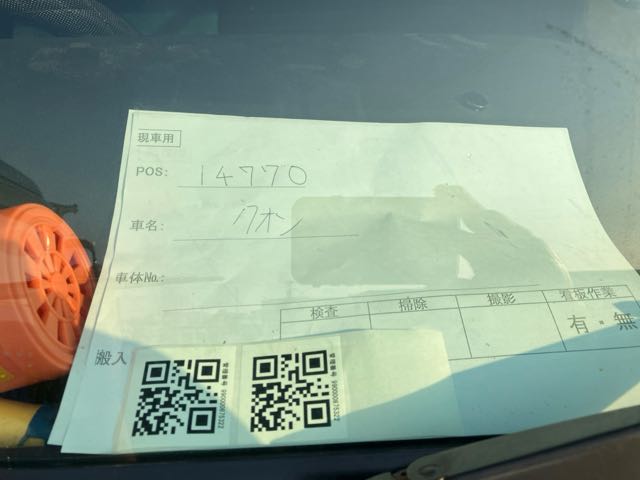 現車用
POS: 14770
車名: クオン
車体No.:
検査 掃除 撮影 看板作業
有・無
搬入